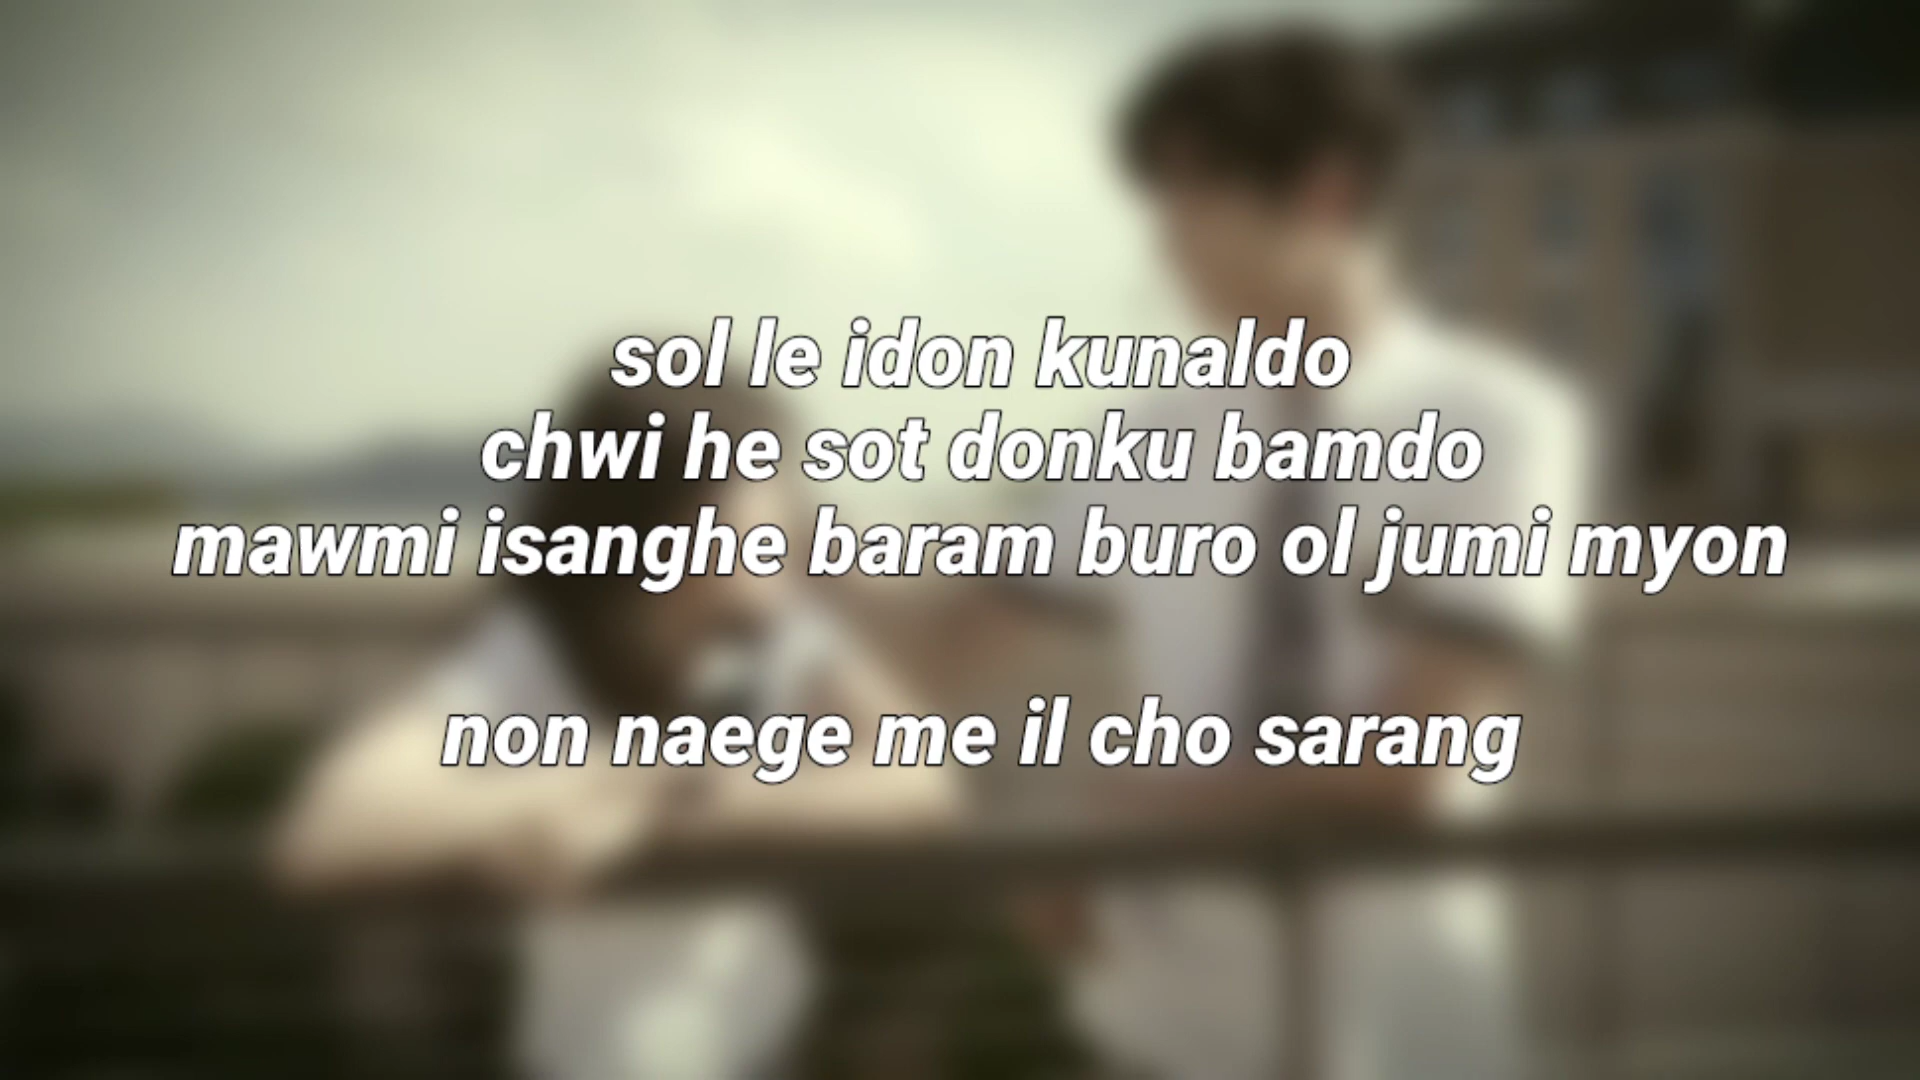 sol le idon kunaldo
chwi he sot donku bamdo
mawmi isanghe baram buro ol jumi myon
non naege me il cho sarang